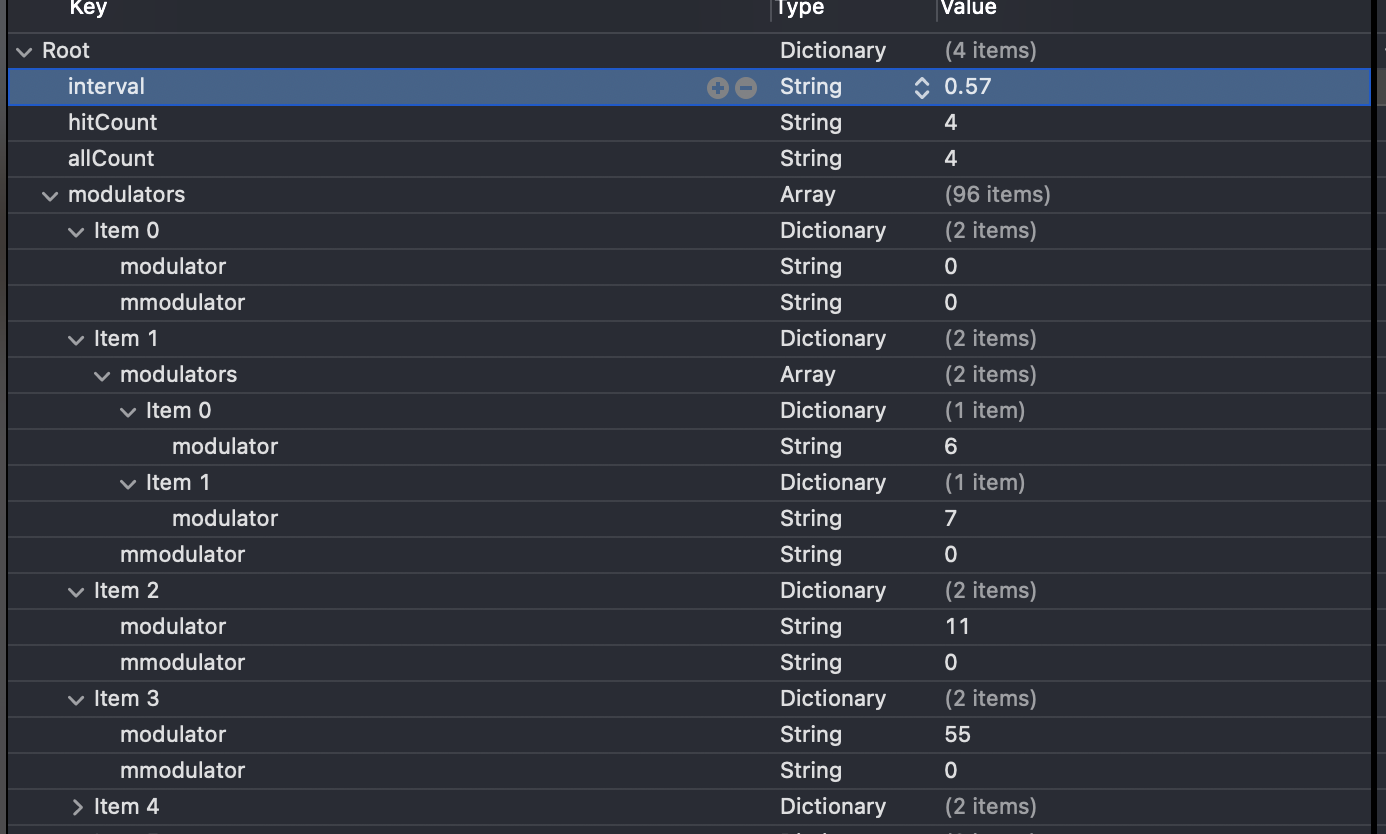 Key Type Value
Root Dictionary (4 items)
interval String 0.57
hitCount String 4
allCount String 4
modulators Array (96 items)
Item 0 Dictionary (2 items)
modulator String 0
mmodulator String 0
Item 1 Dictionary (2 items)
modulators Array (2 items)
Item 0 Dictionary (1 item)
modulator String 6
Item 1 Dictionary (1 item)
modulator String 7
mmodulator String 0
Item 2 Dictionary (2 items)
modulator String 11
mmodulator String 0
Item 3 Dictionary (2 items)
modulator String 55
mmodulator String 0
Item 4 Dictionary (2 items)